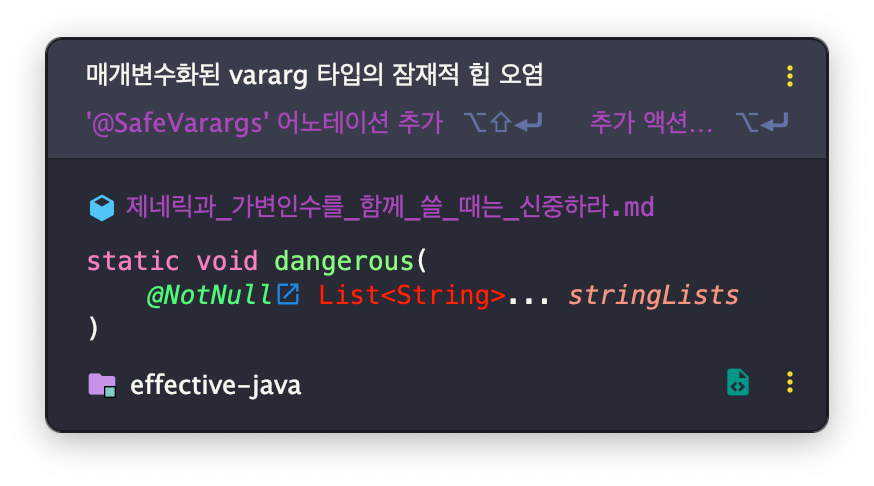 매개변수화된 vararg 타입의 잠재적 힙 오염
'@SafeVarargs' 어노테이션 추가 ⌥⇧↵ 추가 액션... ⌥↵
제네릭과_가변인수를_함께_쓸_때는_신중하라.md
static void dangerous(
@NotNull List<String>... stringLists
)
effective-java